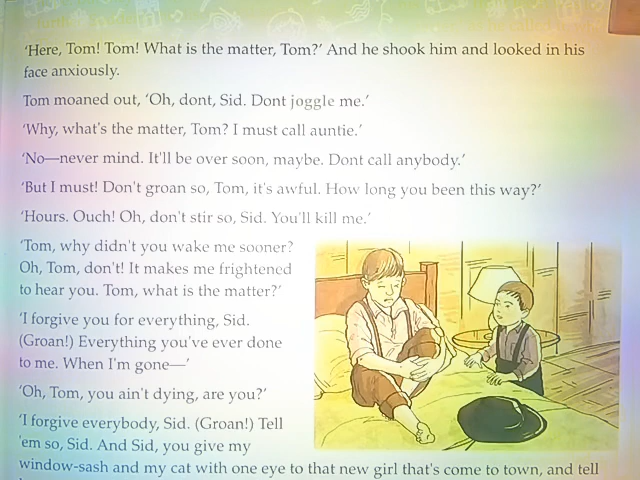 'Here, Tom! Tom! What is the matter, Tom?' And he shook him and looked in his
face anxiously.
Tom moaned out, 'Oh, dont, Sid. Dont joggle me.'
'Why, what's the matter, Tom? I must call auntie.'
'No—never mind. It'll be over soon, maybe. Dont call anybody.'
'But I must! Don't groan so, Tom, it's awful. How long you been this way?'
'Hours. Ouch! Oh, don't stir so, Sid. You'll kill me.'
'Tom, why didn't you wake me sooner?
Oh, Tom, don't! It makes me frightened
to hear you. Tom, what is the matter?'
'I forgive you for everything, Sid.
(Groan!) Everything you've ever done
to me. When I'm gone—'
'Oh, Tom, you ain't dying, are you?'
'I forgive everybody, Sid. (Groan!) Tell
'em so, Sid. And Sid, you give my
window-sash and my cat with one eye to that new girl that's come to town, and tell